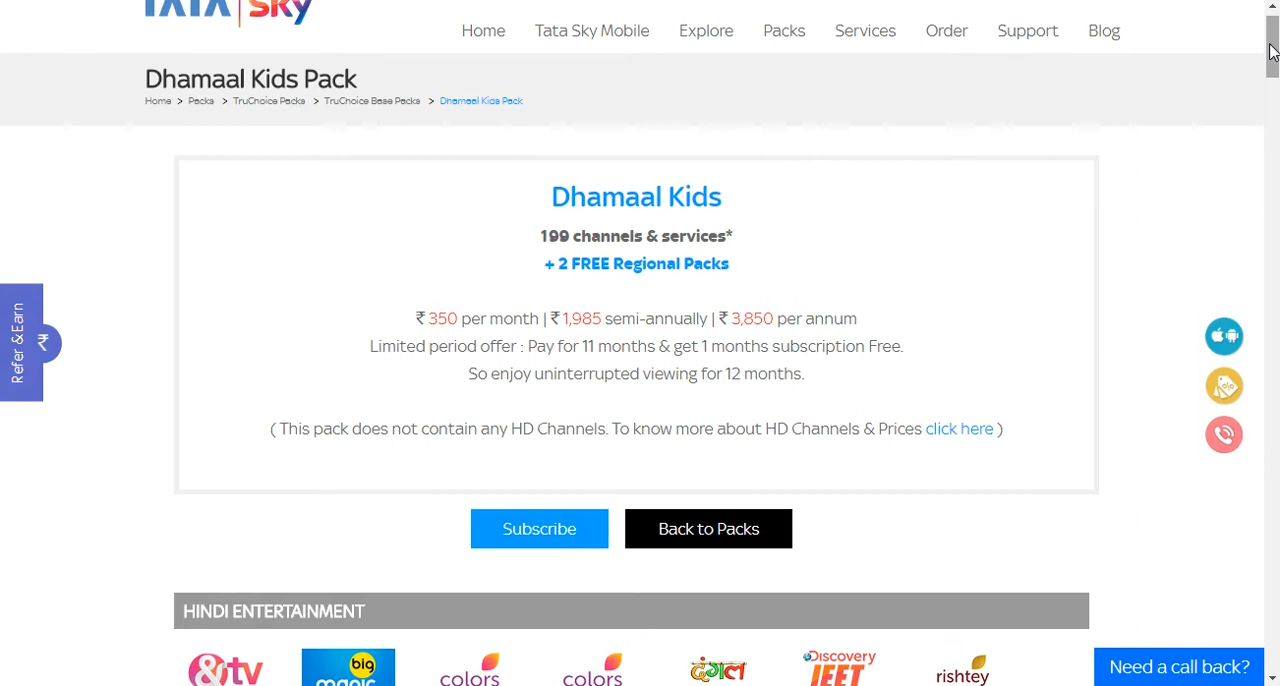 TATA sky
Home Tata Sky Mobile Explore Packs Services Order Support Blog
Dhamaal Kids Pack
Home > Packs > TruChoice Packs > TruChoice Base Packs > Dhamaal Kids Pack
Dhamaal Kids
199 channels & services*
+ 2 FREE Regional Packs
₹ 350 per month | ₹ 1,985 semi-annually | ₹ 3,850 per annum
Limited period offer : Pay for 11 months & get 1 months subscription Free.
So enjoy uninterrupted viewing for 12 months.
( This pack does not contain any HD Channels. To know more about HD Channels & Prices click here )
Refer & Earn
₹
%
Subscribe Back to Packs
HINDI ENTERTAINMENT
&tv big magic colors colors दंगल Discovery JEET rishtey
Need a call back?